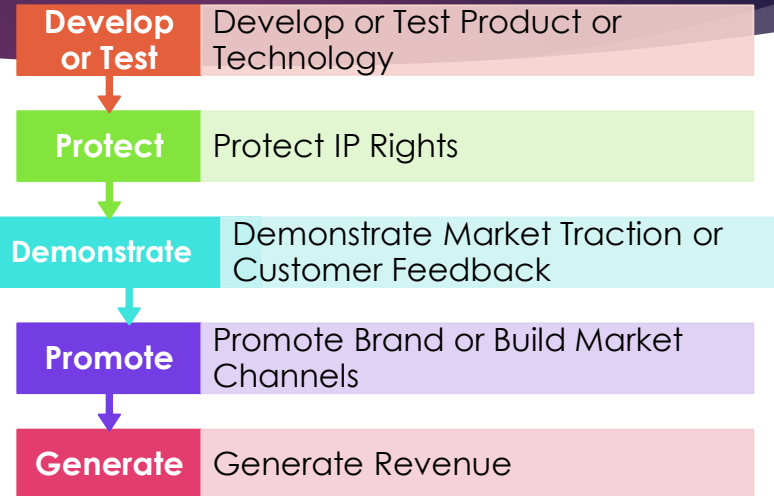 Develop
or Test
Develop or Test Product or
Technology
Protect
Protect IP Rights
Demonstrate
Demonstrate Market Traction or
Customer Feedback
Promote
Promote Brand or Build Market
Channels
Generate
Generate Revenue